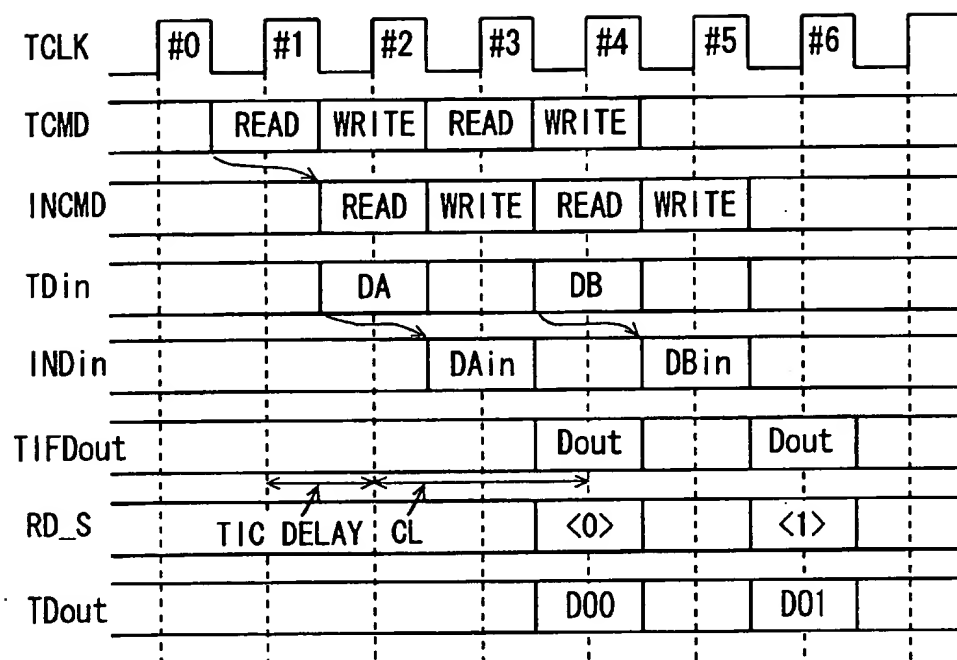 TCLK #0 #1 #2 #3 #4 #5 #6
TCMD READ WRITE READ WRITE
INCMD READ WRITE READ WRITE
TDin DA DB
INDin DAin DBin
TIFDout Dout Dout
TIC DELAY CL
RD_S <0> <1>
TDout D00 D01